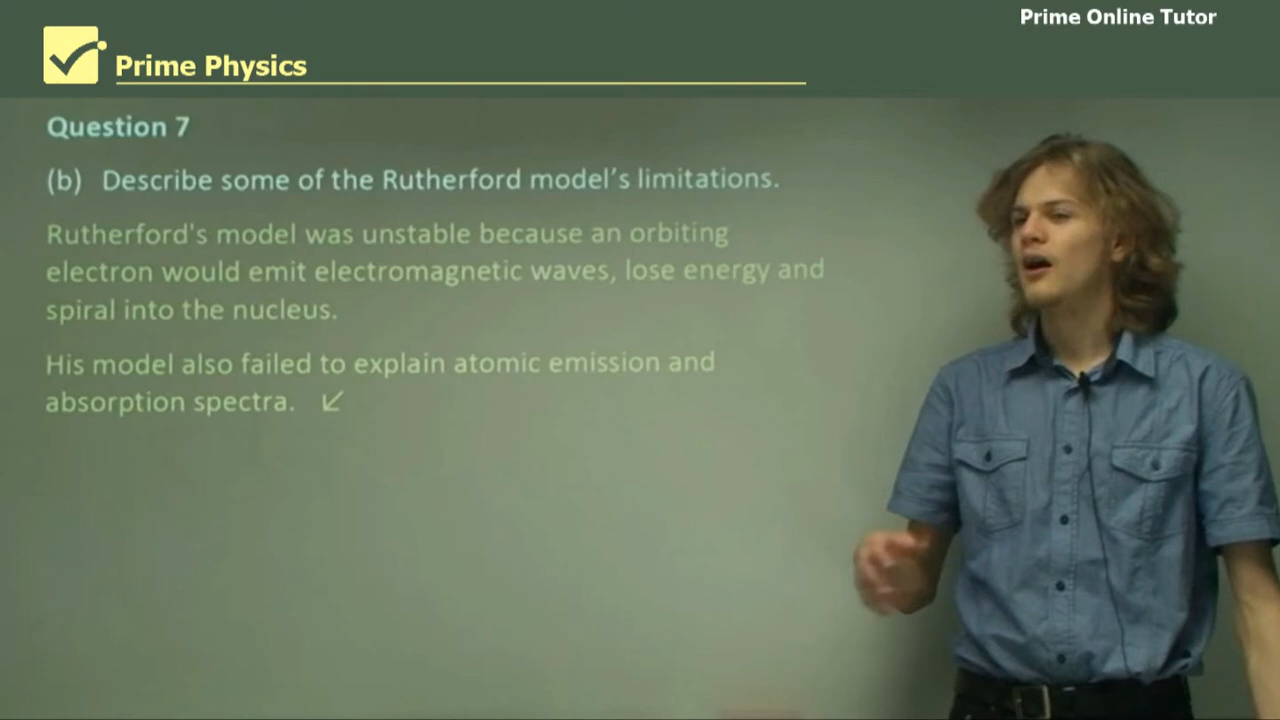 Prime Online Tutor
Prime Physics
Question 7
(b) Describe some of the Rutherford model’s limitations.
Rutherford's model was unstable because an orbiting
electron would emit electromagnetic waves, lose energy and
spiral into the nucleus.
His model also failed to explain atomic emission and
absorption spectra. ↙